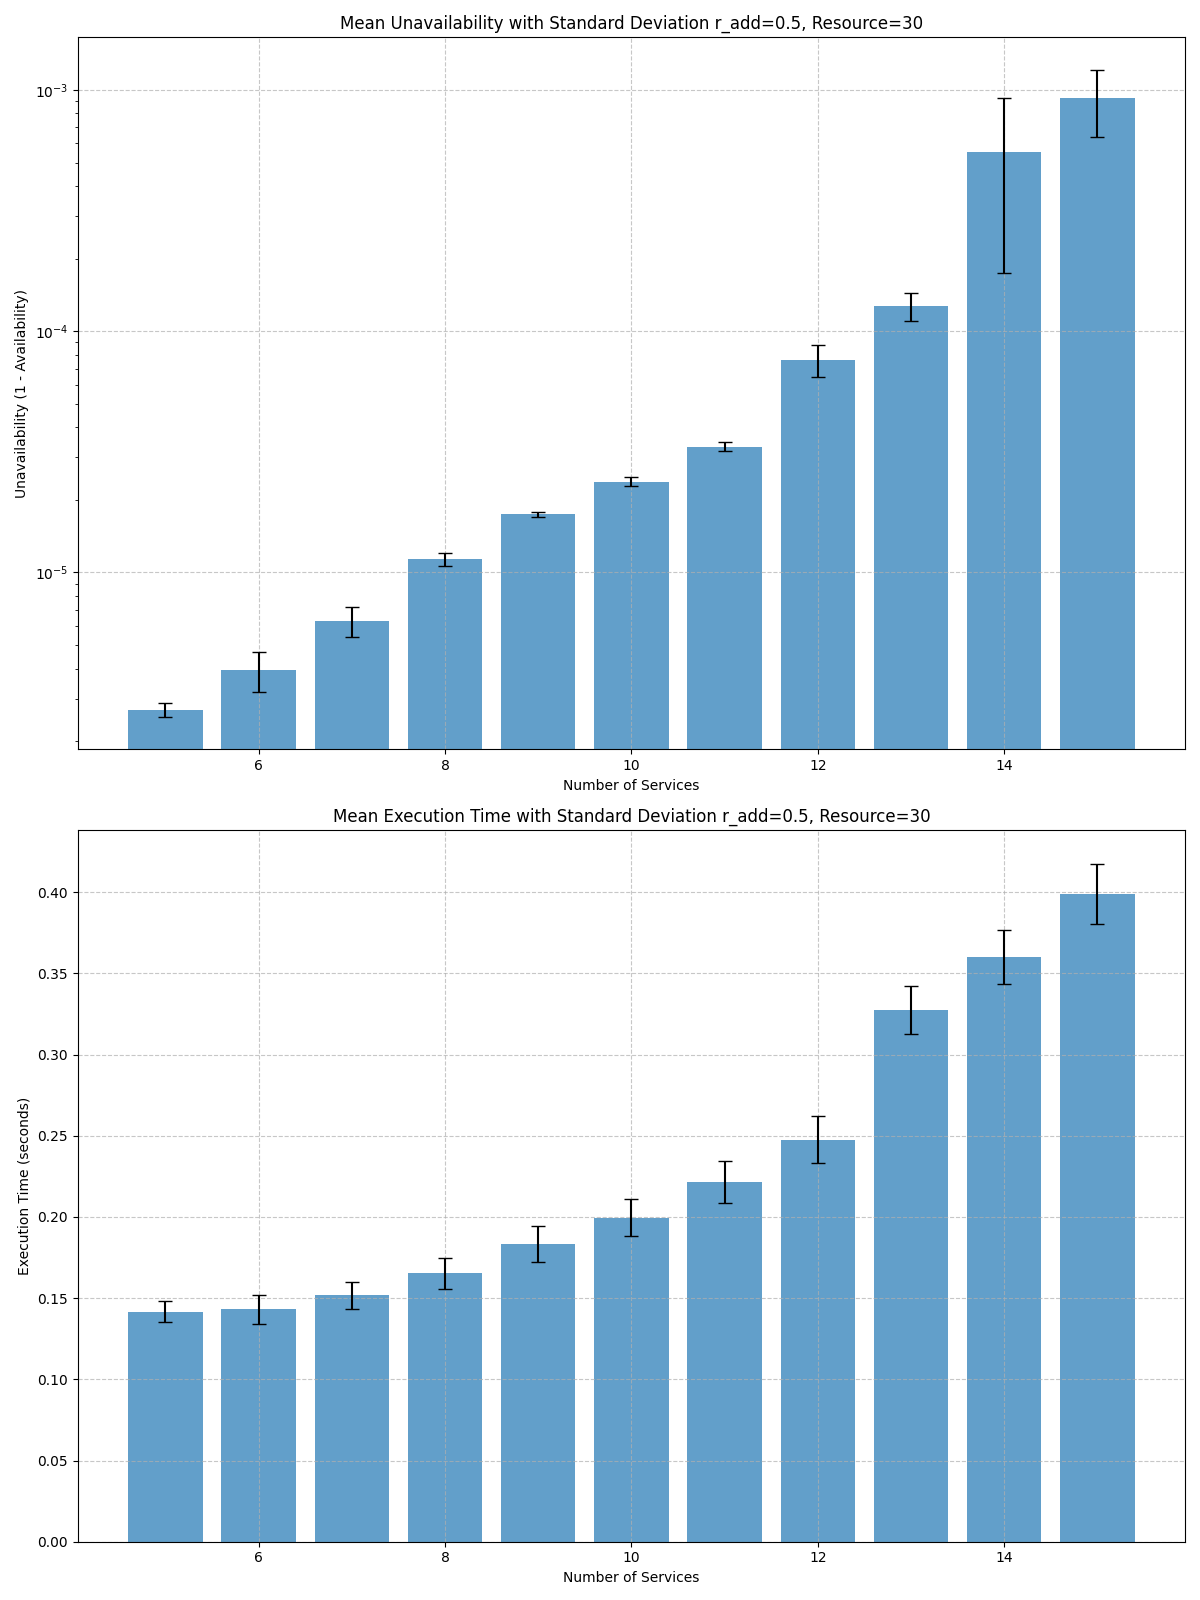 Mean Unavailability with Standard Deviation r_add=0.5, Resource=30
Unavailability (1 - Availability)
10⁻³
10⁻⁴
10⁻⁵
6 8 10 12 14
Number of Services
Mean Execution Time with Standard Deviation r_add=0.5, Resource=30
Execution Time (seconds)
0.40
0.35
0.30
0.25
0.20
0.15
0.10
0.05
0.00
6 8 10 12 14
Number of Services